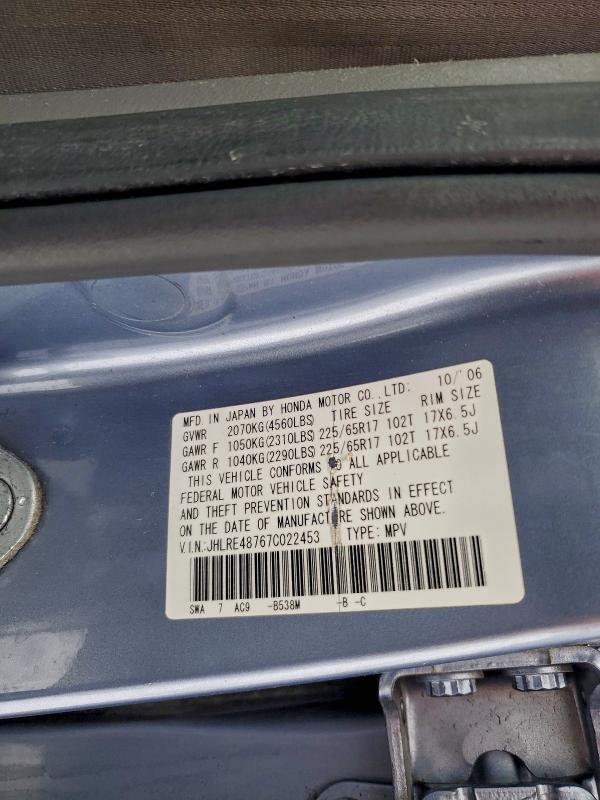 MFD. IN JAPAN BY HONDA MOTOR CO.,LTD: 10/'06
GVWR 2070KG(4560LBS) TIRE SIZE RIM SIZE
GAWR F 1050KG(2310LBS) 225/65R17 102T 17X6.5J
GAWR R 1040KG(2290LBS) 225/65R17 102T 17X6.5J
THIS VEHICLE CONFORMS TO ALL APPLICABLE
FEDERAL MOTOR VEHICLE SAFETY
AND THEFT PREVENTION STANDARDS IN EFFECT
ON THE DATE OF MANUFACTURE SHOWN ABOVE.
V.I.N.:JHLRE48767C022453 TYPE: MPV
SWA 7 AC9 -B538M -B -C